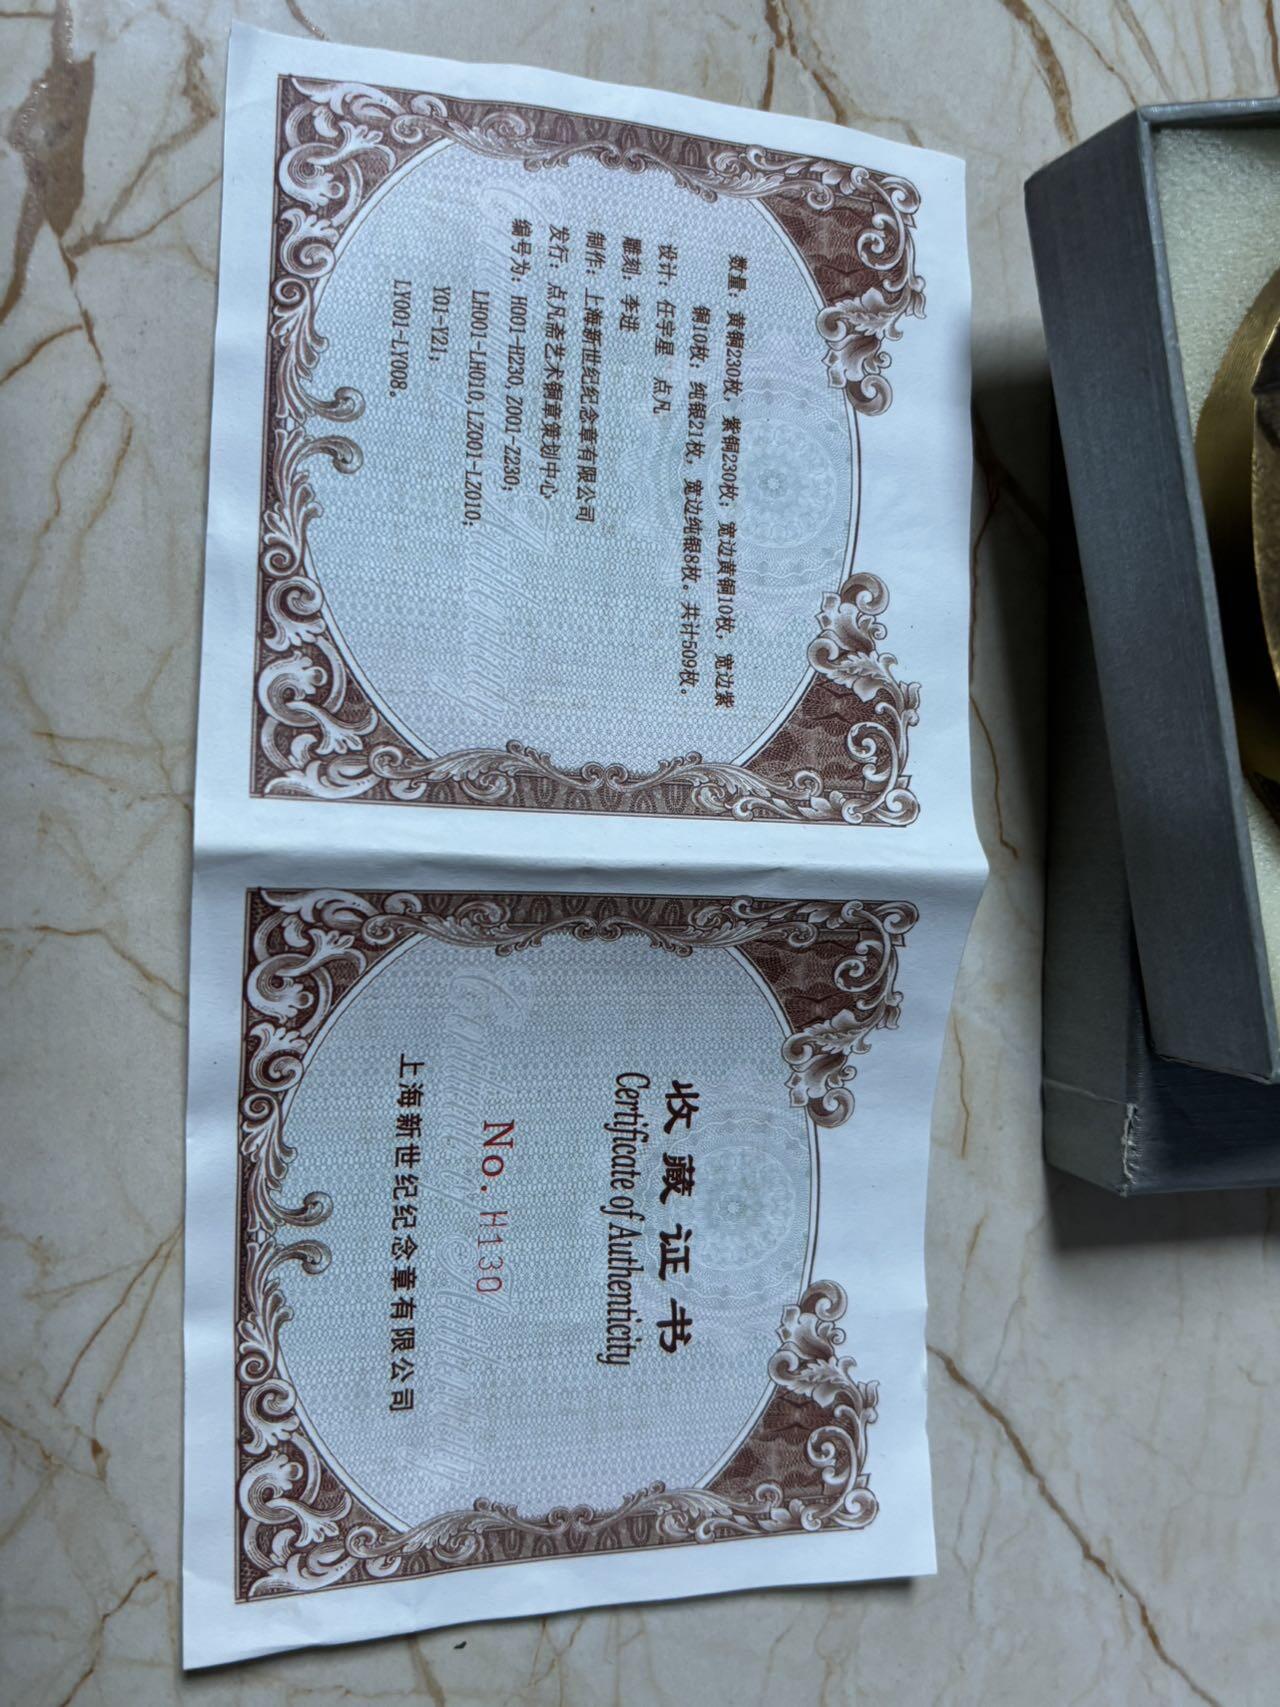 数量：黄铜230枚，紫铜230枚；宽边黄铜10枚，宽边紫
铜10枚；纯银21枚，宽边纯银8枚。共计509枚。
设计：任宇星 点凡
雕刻：李进
制作：上海新世纪纪念章有限公司
发行：点凡斋艺术铜章策划中心
编号为：H001-H230，Z001-Z230；
LH001-LH010，LZ001-LZ010；
Y01-Y21；
LY001-LY008。
收藏证书
Certificate of Authenticity
No. H130
上海新世纪纪念章有限公司